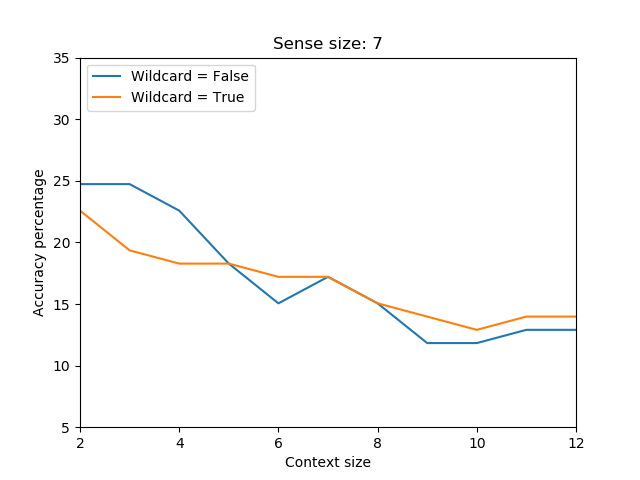 Sense size: 7
Wildcard = False
Wildcard = True
35
30
25
20
15
10
5
Accuracy percentage
2 4 6 8 10 12
Context size